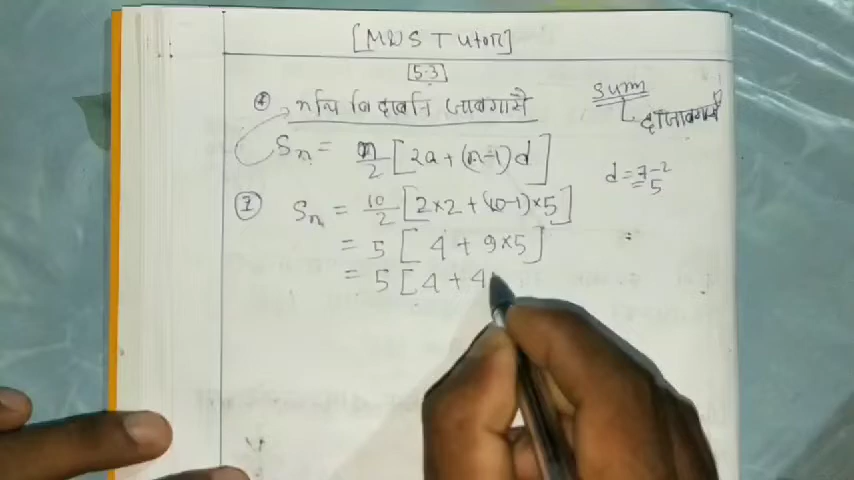 [MDS Tutor]
5.3
Sum
Sn = n/2 [2a + (n-1)d]
d = 7-2
= 5
① Sn = 10/2 [2×2 + (10-1)×5]
= 5 [4 + 9×5]
= 5 [4 + 4